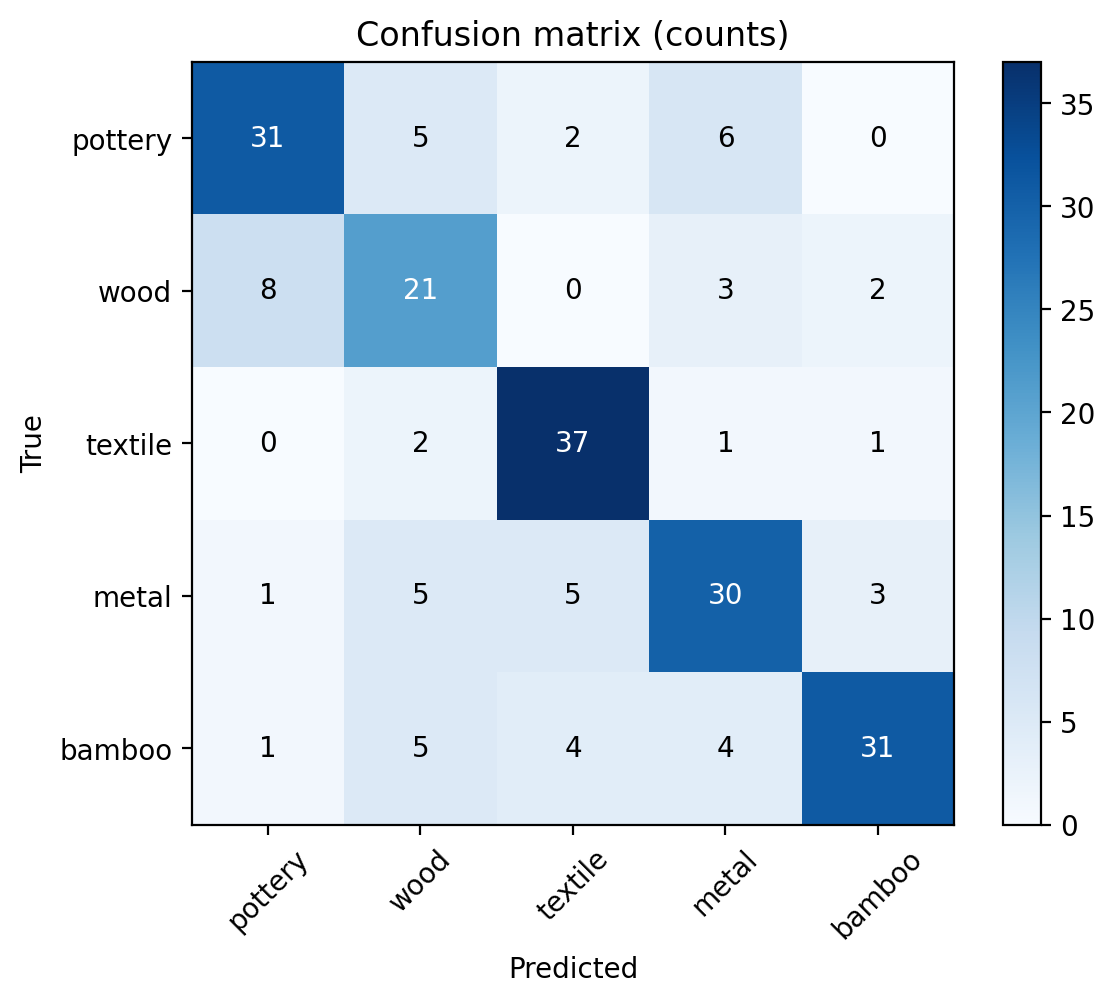 Confusion matrix (counts)
pottery 31 5 2 6 0
wood 8 21 0 3 2
textile 0 2 37 1 1
metal 1 5 5 30 3
bamboo 1 5 4 4 31
True
pottery wood textile metal bamboo
Predicted
35
30
25
20
15
10
5
0